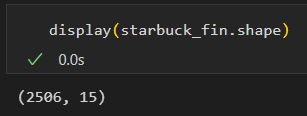 display(starbuck_fin.shape)
0.0s
(2506, 15)